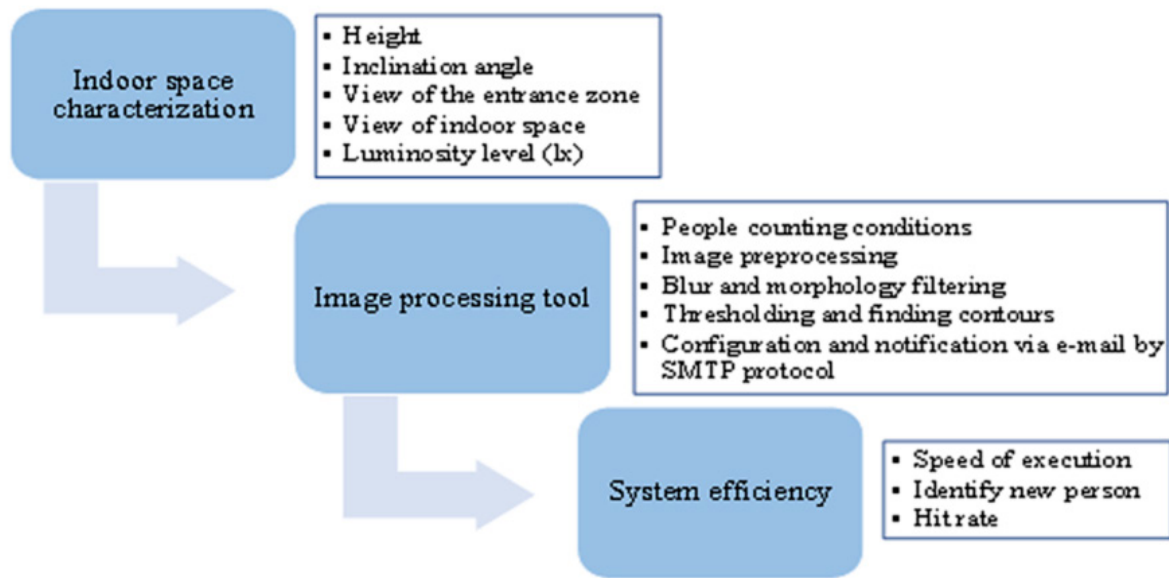 Indoor space
characterization
▪ Height
▪ Inclination angle
▪ View of the entrance zone
▪ View of indoor space
▪ Luminosity level (lx)
Image processing tool
▪ People counting conditions
▪ Image preprocessing
▪ Blur and morphology filtering
▪ Thresholding and finding contours
▪ Configuration and notification via e-mail by
SMTP protocol
System efficiency
▪ Speed of execution
▪ Identify new person
▪ Hit rate